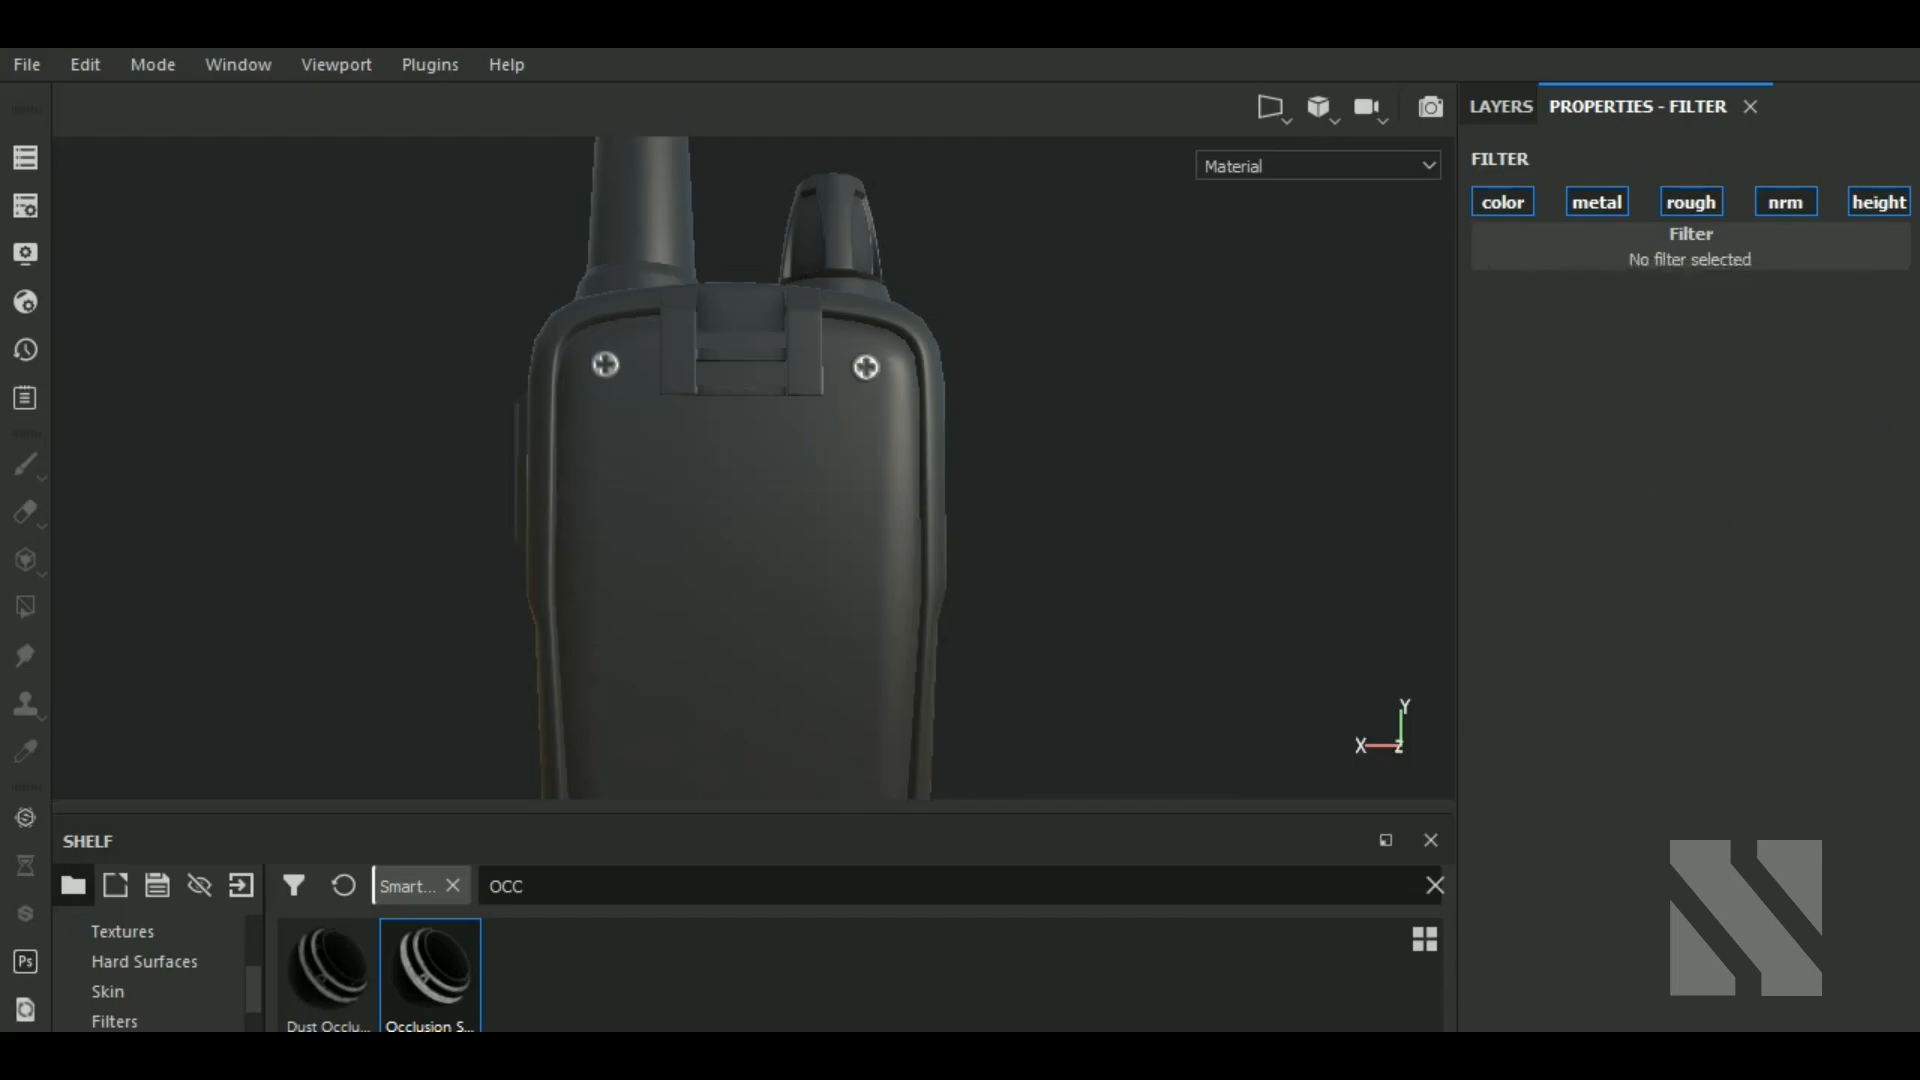 File Edit Mode Window Viewport Plugins Help
LAYERS PROPERTIES - FILTER
Material
FILTER
color metal rough nrm height
Filter
No filter selected
Y
X Z
SHELF
Smart... OCC
Textures
Hard Surfaces
Skin
Filters
Dust Occlu... Occlusion S...
Ps